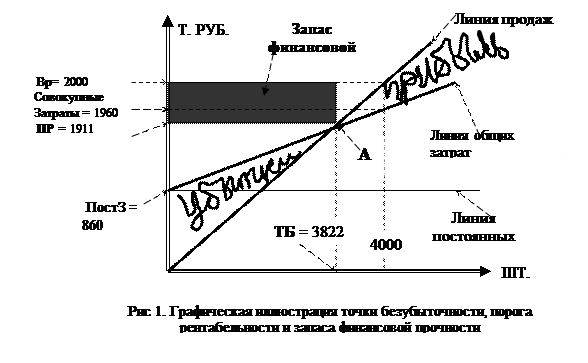 Т. РУБ.
Запас
финансовой
Линия продаж
прибыль
Вр= 2000
Совокупные
Затраты = 1960
ПР = 1911
Линия общих
затрат
А
убытки
ПостЗ =
860
ТБ = 3822
4000
Линия
постоянных
ШТ.
Рис 1. Графическая иллюстрация точки безубыточности, порога
рентабельности и запаса финансовой прочности